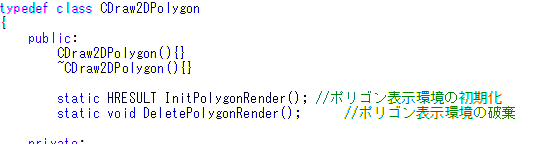 typedef class CDraw2DPolygon
{
public:
CDraw2DPolygon(){}
~CDraw2DPolygon(){}
static HRESULT InitPolygonRender(); //ポリゴン表示環境の初期化
static void DeletePolygonRender(); //ポリゴン表示環境の破棄
private: